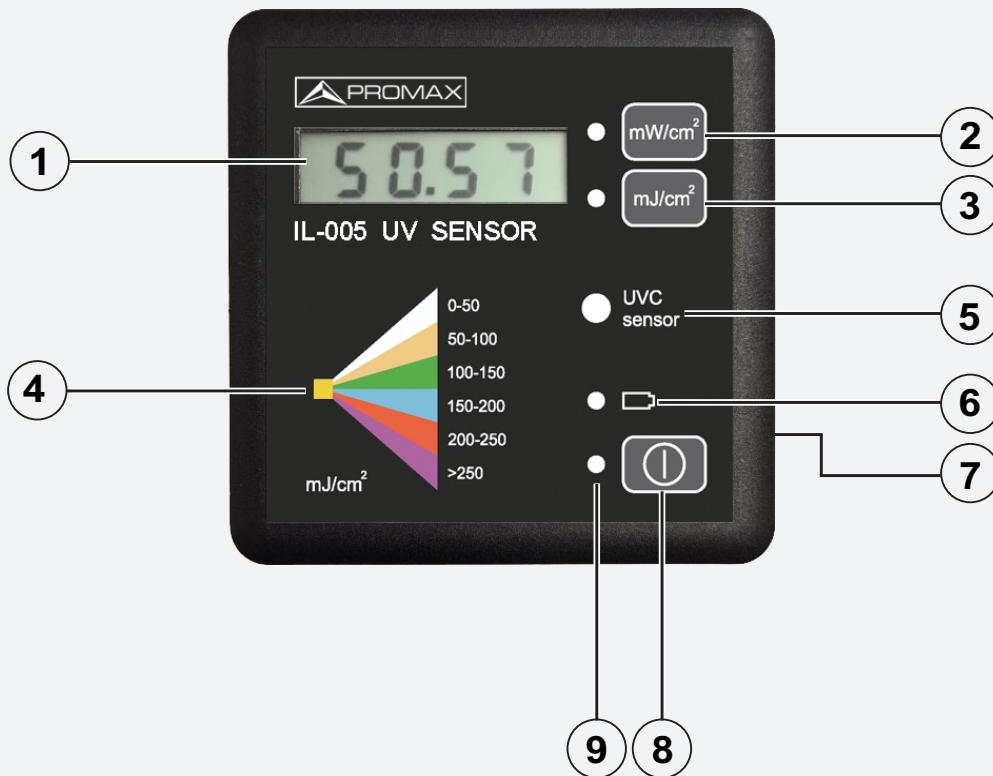 PROMAX
50.57
IL-005 UV SENSOR
mW/cm²
mJ/cm²
UVC
sensor
0-50
50-100
100-150
150-200
200-250
>250
mJ/cm²
1
2
3
4
5
6
7
8
9